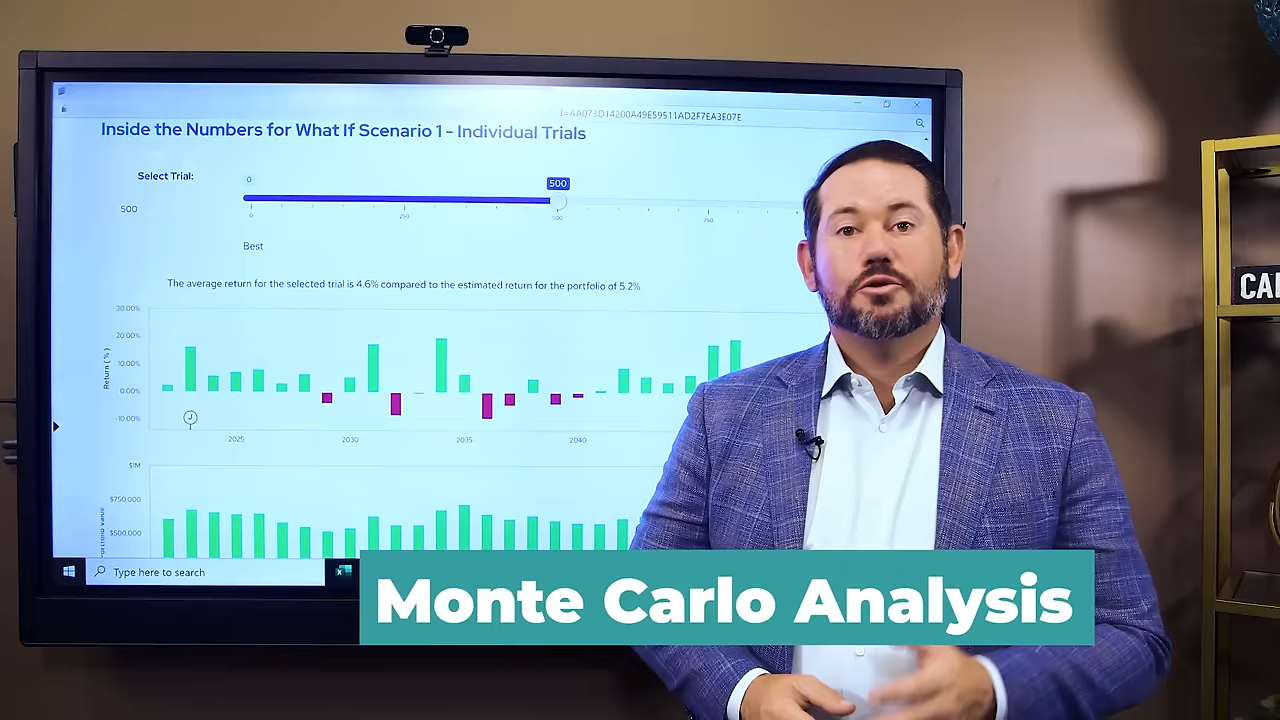 I=AA073D14200A49E59511AD2F7EA3E07E
Inside the Numbers for What If Scenario 1 - Individual Trials
Select Trial:
0
500
500
0
250
500
750
Best
The average return for the selected trial is 4.6% compared to the estimated return for the portfolio of 5.2%.
30.00%
20.00%
10.00%
0.00%
-10.00%
Return (%)
2025
2030
2035
2040
$1M
$750,000
$500,000
Type here to search
Monte Carlo Analysis